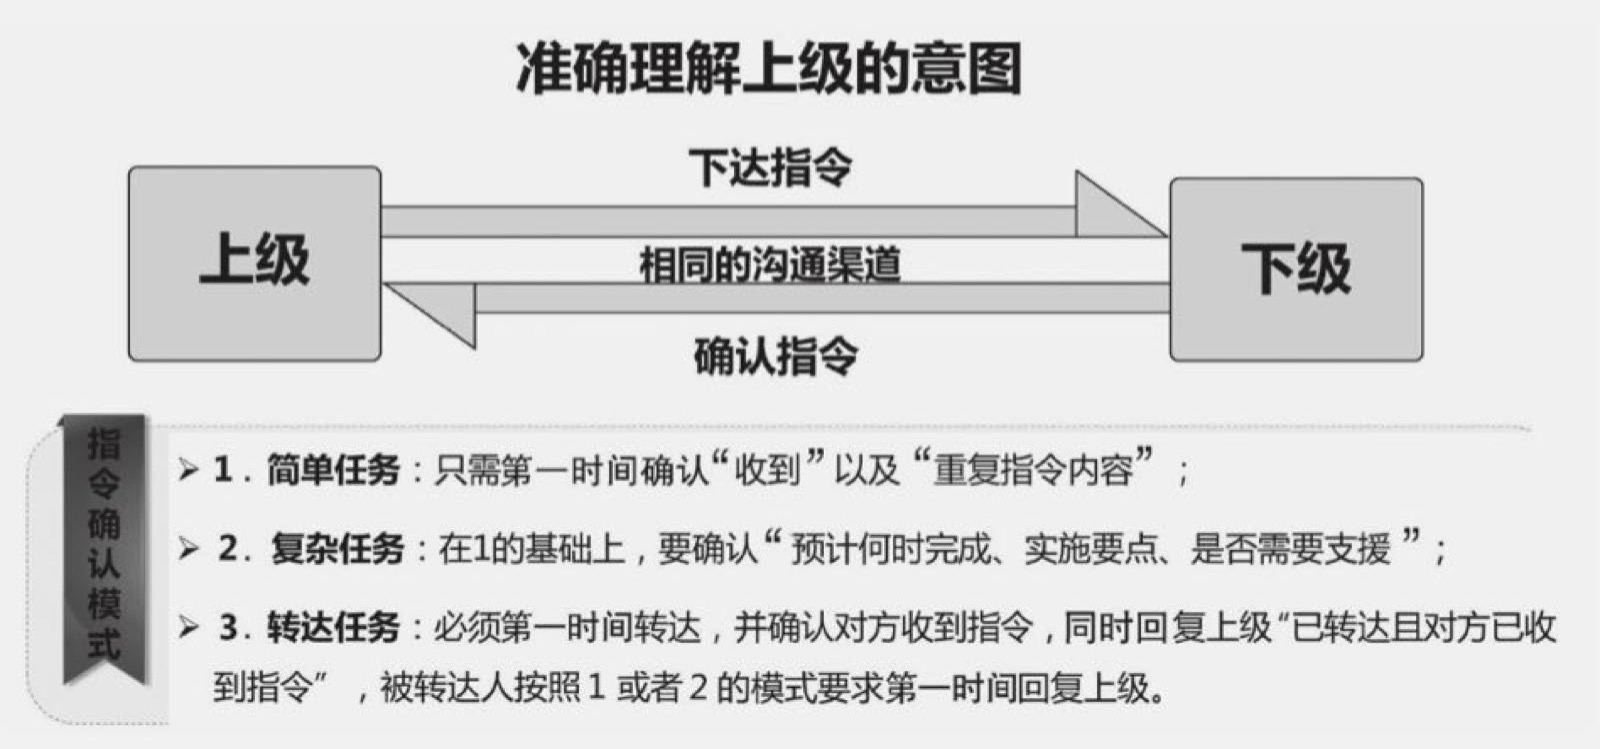 准确理解上级的意图
下达指令
上级
相同的沟通渠道
下级
确认指令
指令确认模式
➢ 1. 简单任务：只需第一时间确认“收到”以及“重复指令内容”；
➢ 2. 复杂任务：在1的基础上，要确认“预计何时完成、实施要点、是否需要支援”；
➢ 3. 转达任务：必须第一时间转达，并确认对方收到指令，同时回复上级“已转达且对方已收
到指令”，被转达人按照1或者2的模式要求第一时间回复上级。